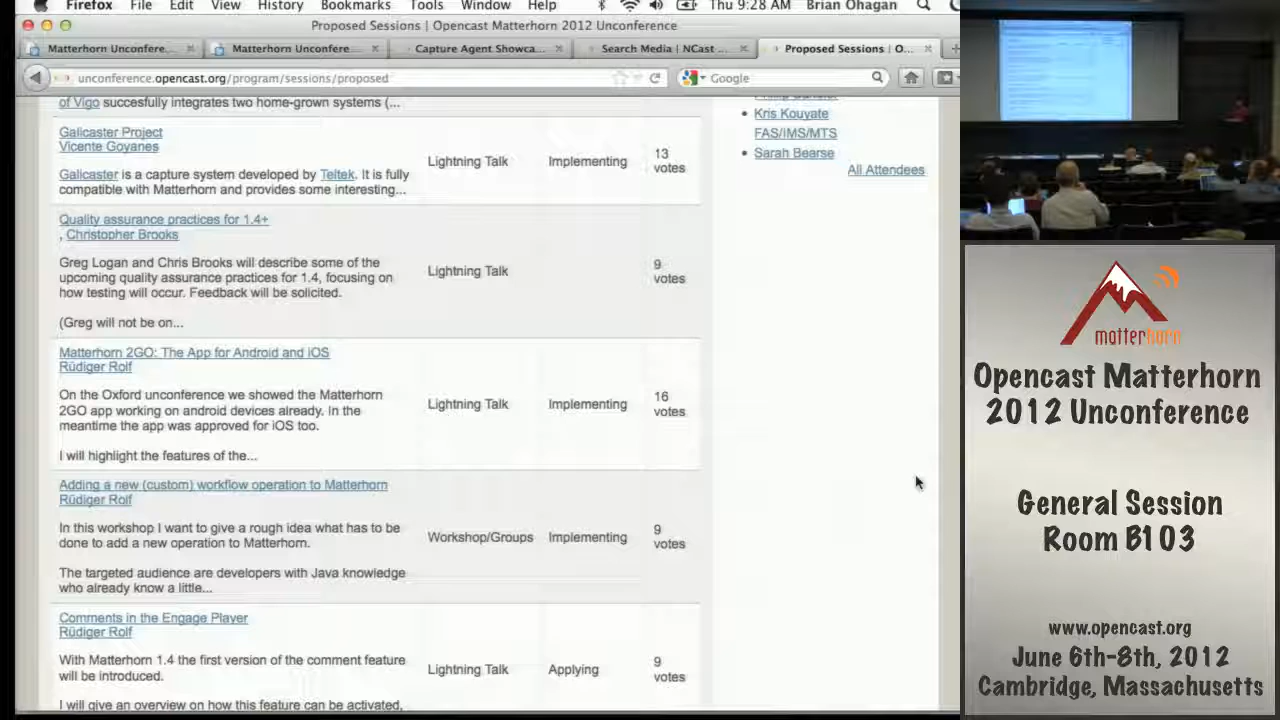 Firefox File Edit View History Bookmarks Tools Window Help Thu 9:28 AM Brian Ohagan
Proposed Sessions | Opencast Matterhorn 2012 Unconference
Matterhorn Unconfere... Matterhorn Unconfere... Capture Agent Showca... Search Media | NCast ... Proposed Sessions | O...
unconference.opencast.org/program/sessions/proposed Google
of Vigo succesfully integrates two home-grown systems (...
Galicaster Project
Vicente Goyanes
Galicaster is a capture system developed by Teltek. It is fully
compatible with Matterhorn and provides some interesting...
Lightning Talk Implementing 13
votes
Quality assurance practices for 1.4+
, Christopher Brooks
Greg Logan and Chris Brooks will describe some of the
upcoming quality assurance practices for 1.4, focusing on
how testing will occur. Feedback will be solicited.
(Greg will not be on...
Lightning Talk 9
votes
Matterhorn 2GO: The App for Android and iOS
Rüdiger Rolf
On the Oxford unconference we showed the Matterhorn
2GO app working on android devices already. In the
meantime the app was approved for iOS too.
I will highlight the features of the...
Lightning Talk Implementing 16
votes
Adding a new (custom) workflow operation to Matterhorn
Rüdiger Rolf
In this workshop I want to give a rough idea what has to be
done to add a new operation to Matterhorn.
The targeted audience are developers with Java knowledge
who already know a little...
Workshop/Groups Implementing 9
votes
Comments in the Engage Player
Rüdiger Rolf
With Matterhorn 1.4 the first version of the comment feature
will be introduced.
I will give an overview on how this feature can be activated,
Lightning Talk Applying 9
votes
Kris Kouyate
FAS/IMS/MTS
Sarah Bearse
All Attendees
matterhorn
Opencast Matterhorn
2012 Unconference
General Session
Room B103
www.opencast.org
June 6th-8th, 2012
Cambridge, Massachusetts